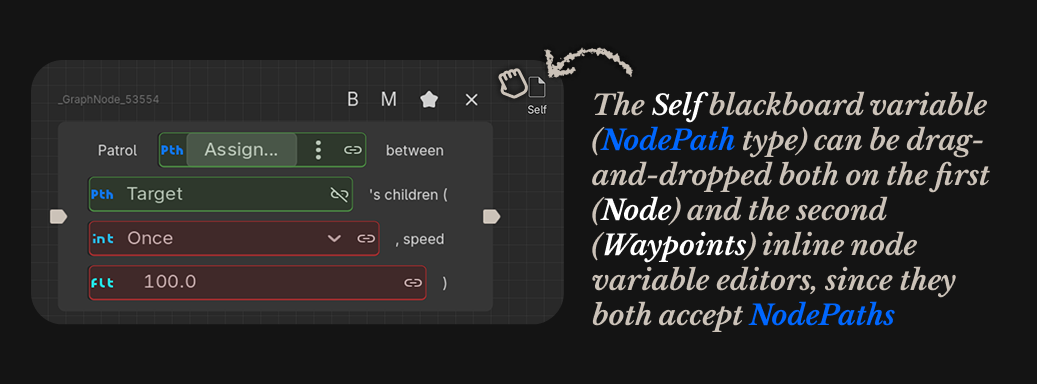 _GraphNode_53554
B M
Self
Patrol Pth Assign... between
Pth Target 's children (
int Once , speed
flt 100.0 )
The Self blackboard variable
(NodePath type) can be drag-
and-dropped both on the first
(Node) and the second
(Waypoints) inline node
variable editors, since they
both accept NodePaths